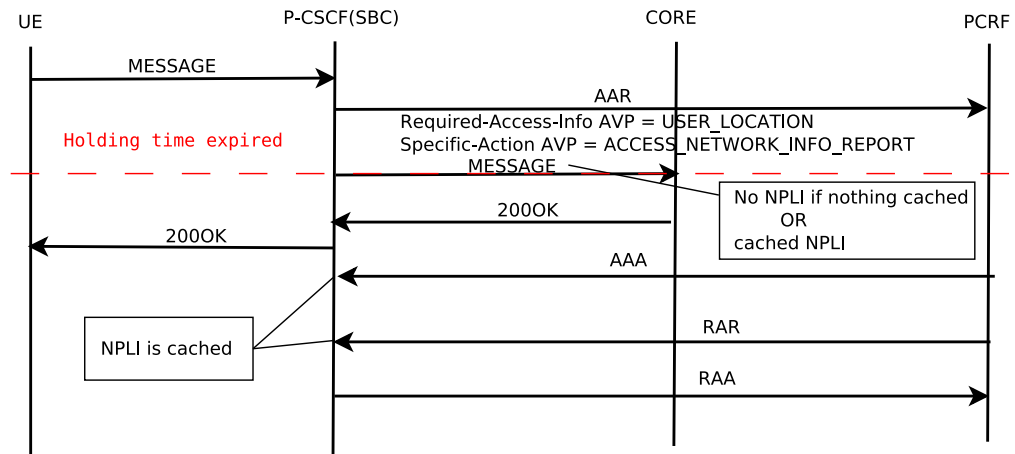 UE
P-CSCF(SBC)
CORE
PCRF
MESSAGE
AAR
Required-Access-Info AVP = USER_LOCATION
Holding time expired
Specific-Action AVP = ACCESS_NETWORK_INFO_REPORT
MESSAGE
No NPLI if nothing cached
OR
cached NPLI
200OK
200OK
AAA
RAR
NPLI is cached
RAA